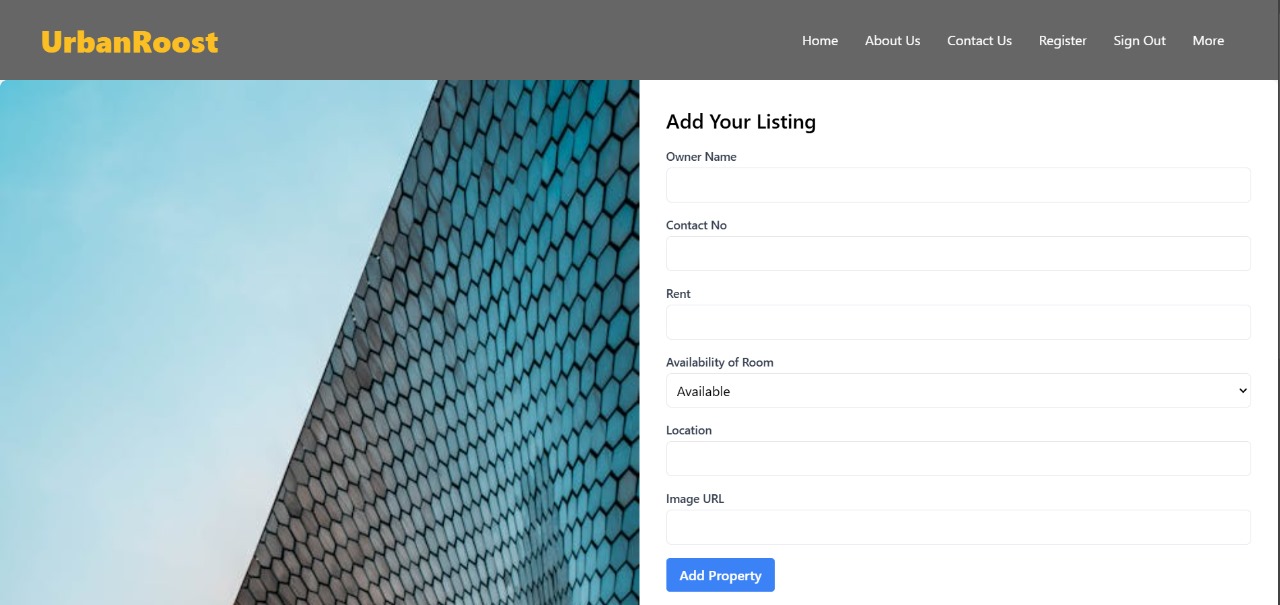 UrbanRoost
Home About Us Contact Us Register Sign Out More
Add Your Listing
Owner Name
Contact No
Rent
Availability of Room
Available
Location
Image URL
Add Property